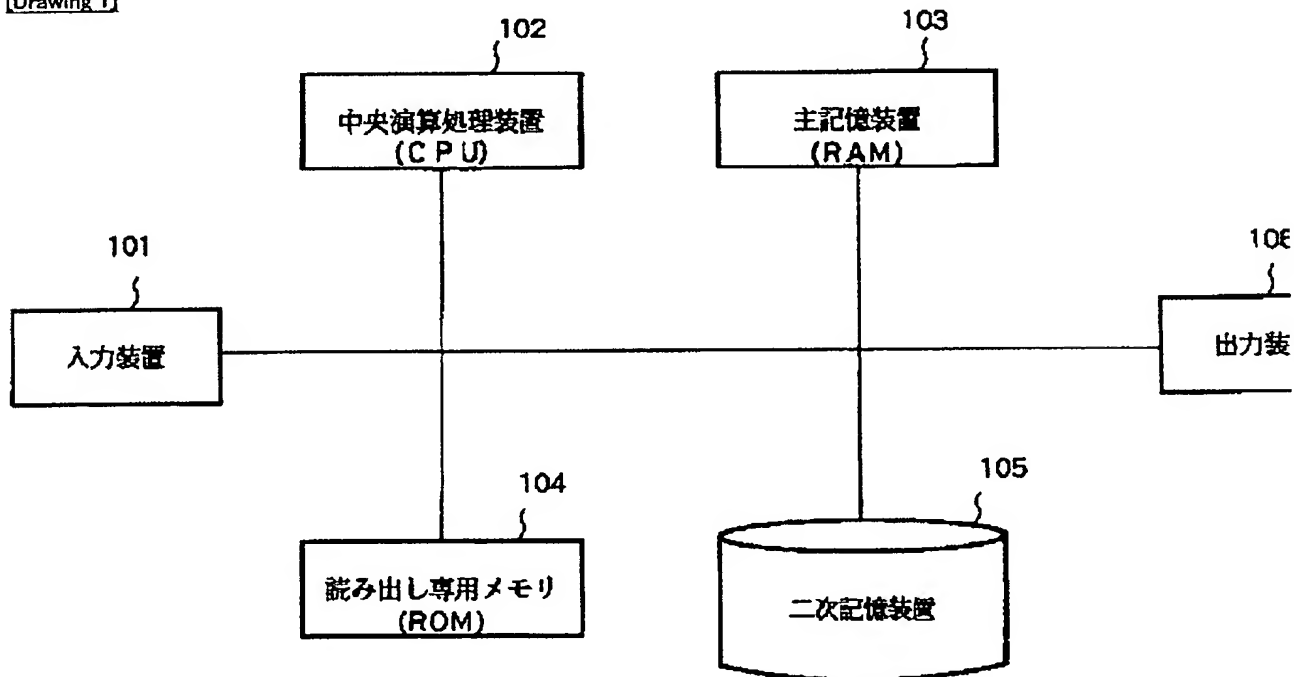 [Drawing 1]
102
中央演算処理装置
(CPU)
103
主記憶装置
(RAM)
101
入力装置
出力装
104
読み出し専用メモリ
(ROM)
105
二次記憶装置